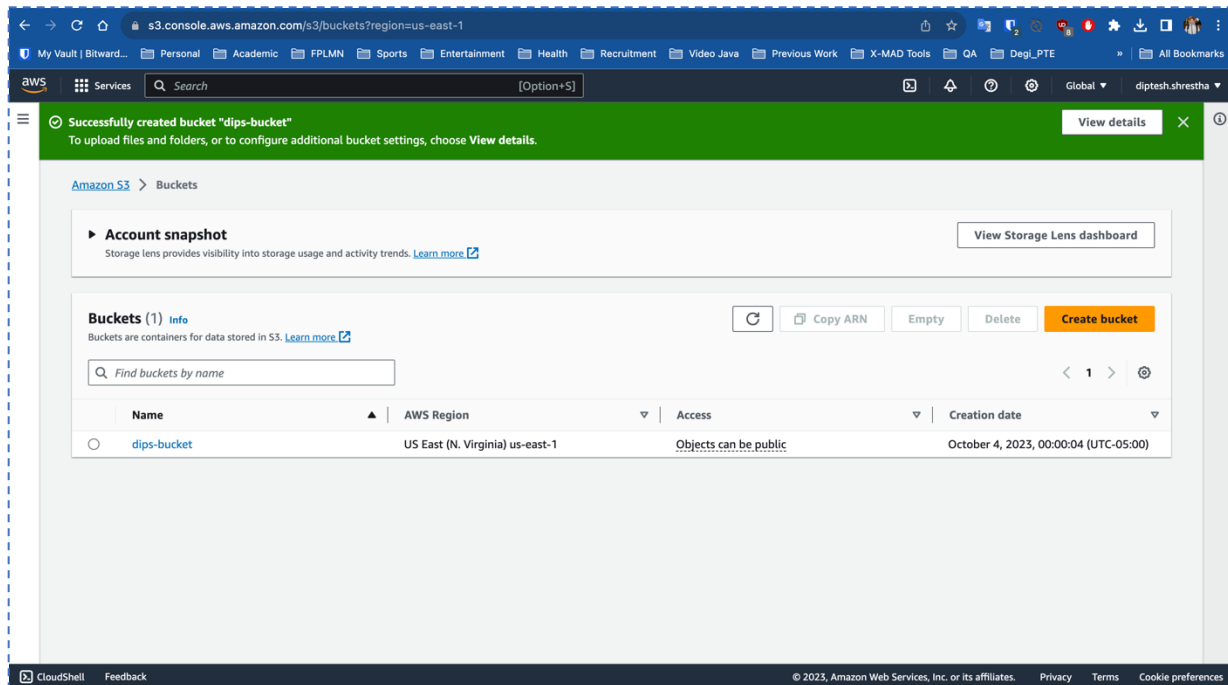 s3.console.aws.amazon.com/s3/buckets?region=us-east-1
My Vault | Bitward... Personal Academic FPLMN Sports Entertainment Health Recruitment Video Java Previous Work X-MAD Tools QA Degi_PTE » All Bookmarks
aws Services Search [Option+S] Global diptesh.shrestha
Successfully created bucket "dips-bucket"
To upload files and folders, or to configure additional bucket settings, choose View details.
View details
Amazon S3 > Buckets
Account snapshot
Storage lens provides visibility into storage usage and activity trends. Learn more
View Storage Lens dashboard
Buckets (1) Info
Buckets are containers for data stored in S3. Learn more
Copy ARN Empty Delete Create bucket
Find buckets by name
< 1 >
Name AWS Region Access Creation date
dips-bucket US East (N. Virginia) us-east-1 Objects can be public October 4, 2023, 00:00:04 (UTC-05:00)
CloudShell Feedback © 2023, Amazon Web Services, Inc. or its affiliates. Privacy Terms Cookie preferences